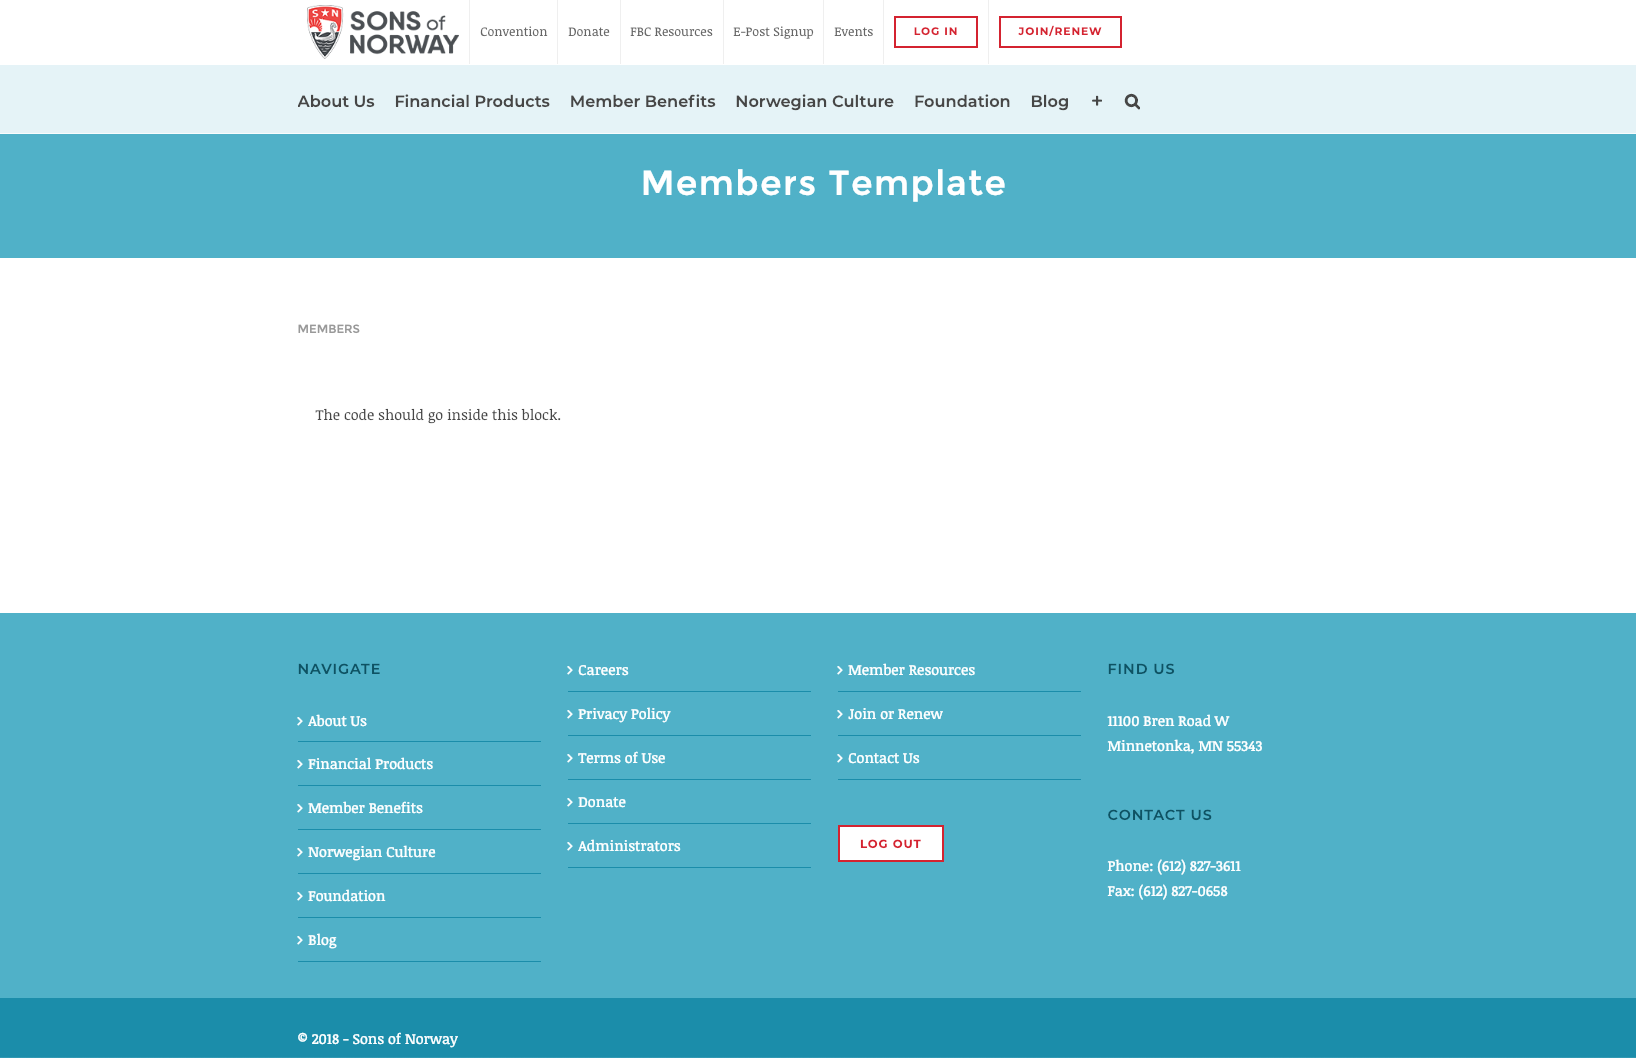 S N
SONS of
NORWAY
Convention
Donate
FBC Resources
E-Post Signup
Events
LOG IN
JOIN/RENEW
About Us
Financial Products
Member Benefits
Norwegian Culture
Foundation
Blog
+
Members Template
MEMBERS
The code should go inside this block.
NAVIGATE
About Us
Financial Products
Member Benefits
Norwegian Culture
Foundation
Blog
Careers
Privacy Policy
Terms of Use
Donate
Administrators
Member Resources
Join or Renew
Contact Us
LOG OUT
FIND US
11100 Bren Road W
Minnetonka, MN 55343
CONTACT US
Phone: (612) 827-3611
Fax: (612) 827-0658
© 2018 - Sons of Norway